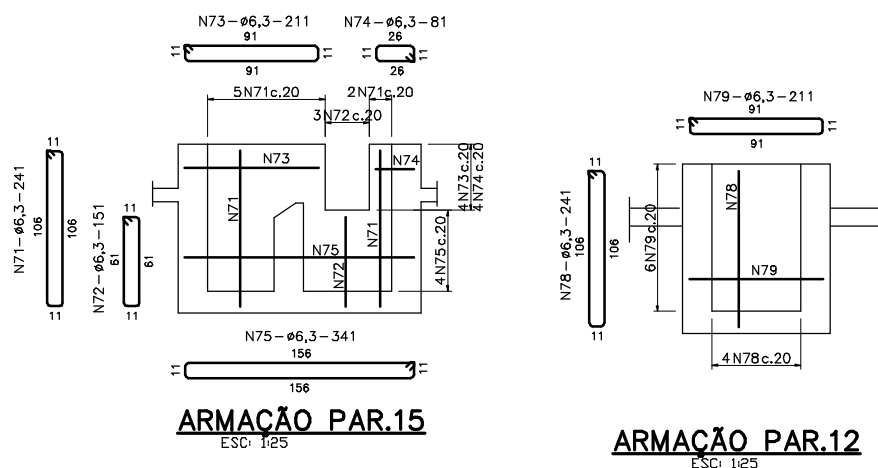 N73-ø6,3-211
91
11
11
91
N74-ø6,3-81
26
11
11
26
5N71c.20
2N71c.20
3N72c.20
11
N71-ø6,3-241
106
106
11
11
N72-ø6,3-151
61
61
11
N73
N74
N71
N71
N75
N72
4N73c.20
4N74c.20
4N75c.20
N75-ø6,3-341
156
11
11
156
ARMAÇÃO PAR.15
ESC: 1:25
N79-ø6,3-211
91
11
11
91
11
N78-ø6,3-241
106
106
11
6N79c.20
N78
N79
4N78c.20
ARMAÇÃO PAR.12
ESC: 1:25